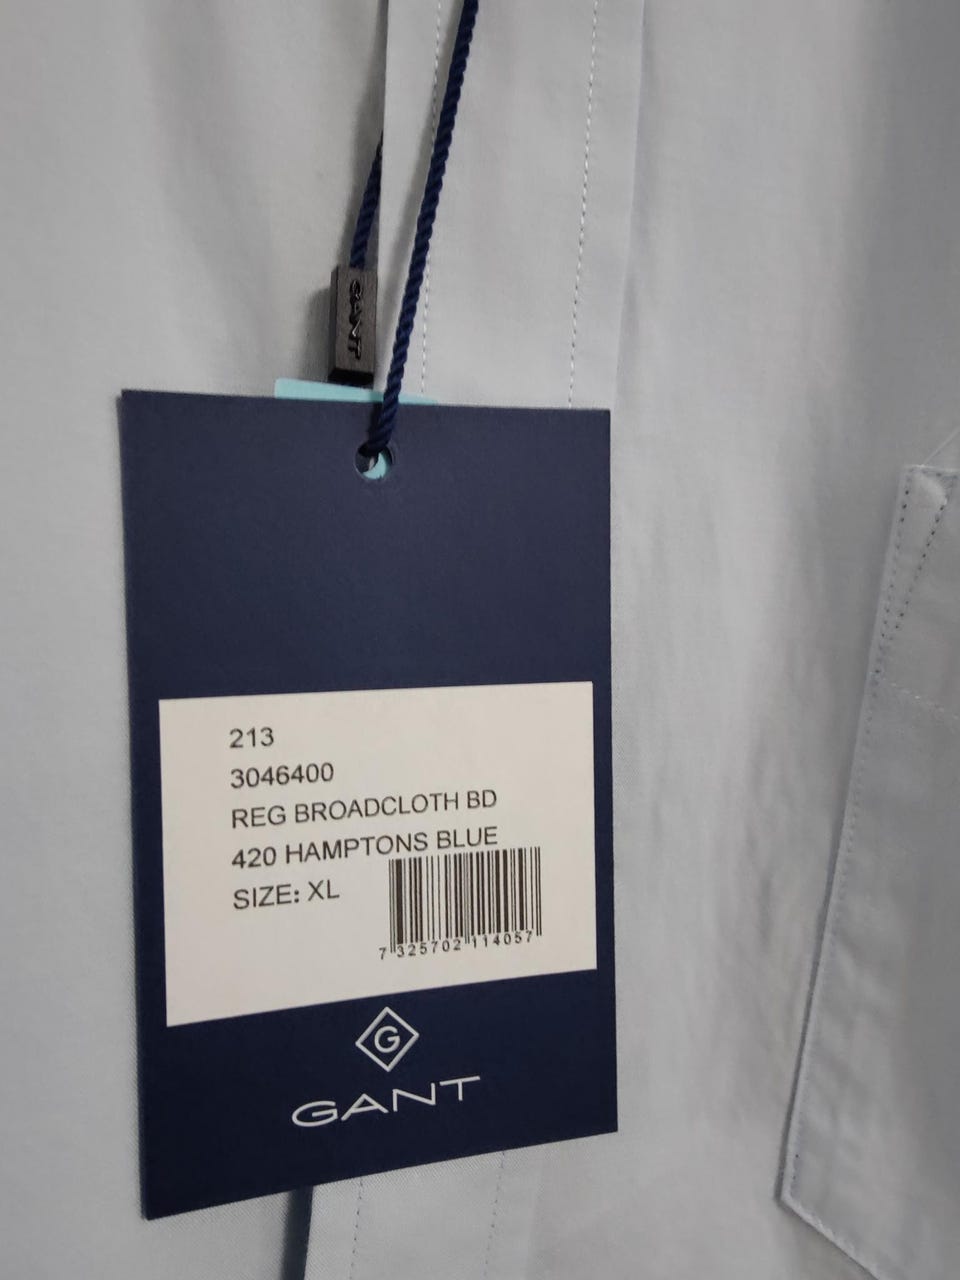 GANT
213
3046400
REG BROADCLOTH BD
420 HAMPTONS BLUE
SIZE: XL
7 325702 114057
G
GANT